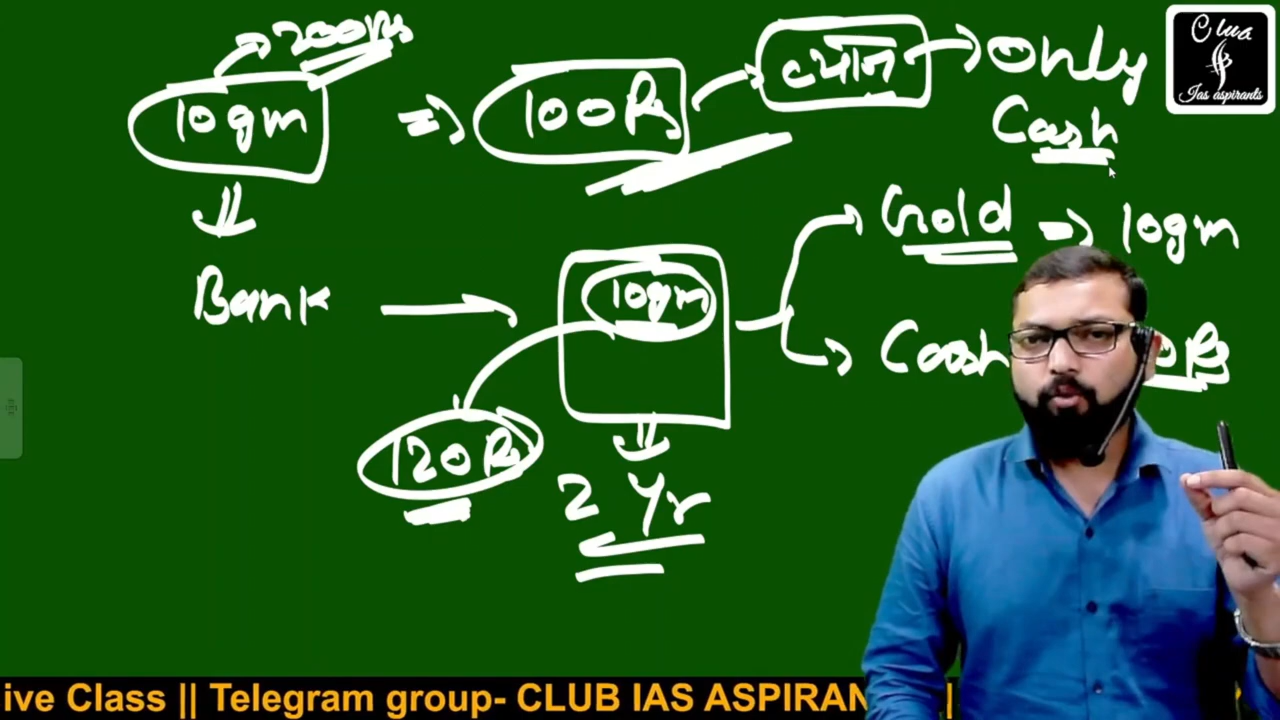 200Rs
10gm ⇒ 100Rs → ब्याज → Only
Cash
Clua
Ias aspirants
Gold ⇒ 10gm
Bank → 10gm
Cash
120Rs
2 Yr
ive Class || Telegram group- CLUB IAS ASPIRAN